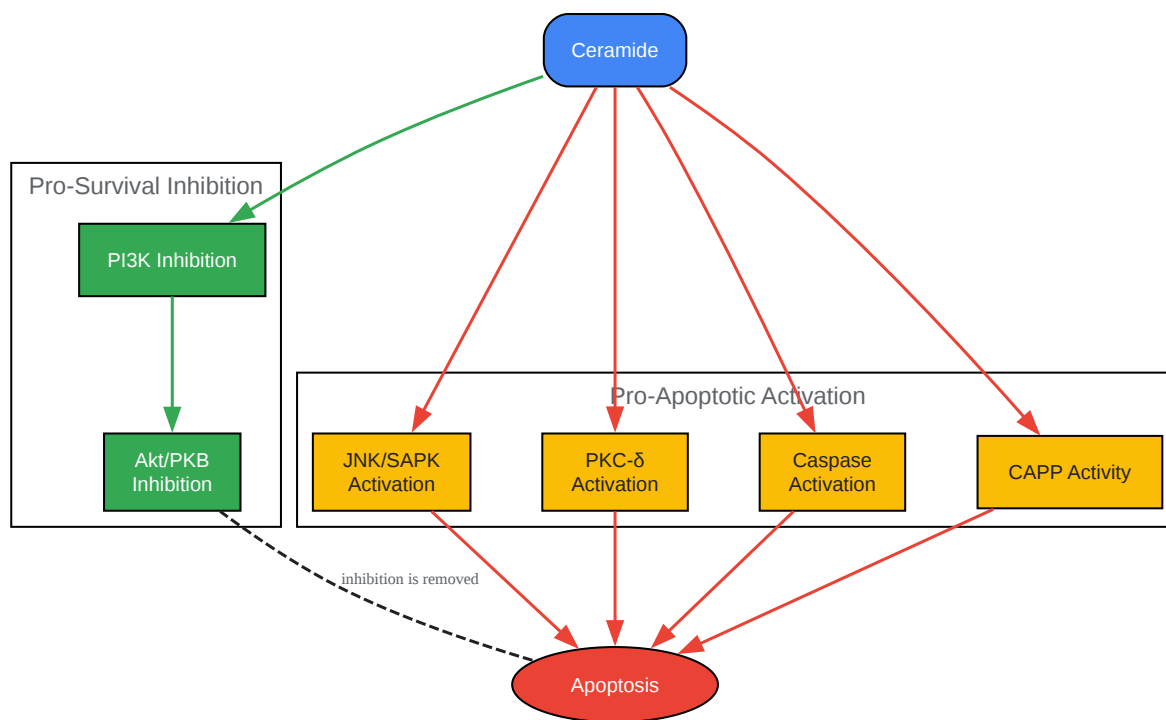 Ceramide
Pro-Survival Inhibition
PI3K Inhibition
Pro-Apoptotic Activation
Akt/PKB
Inhibition
JNK/SAPK
Activation
PKC-δ
Activation
Caspase
Activation
CAPP Activity
inhibition is removed
Apoptosis